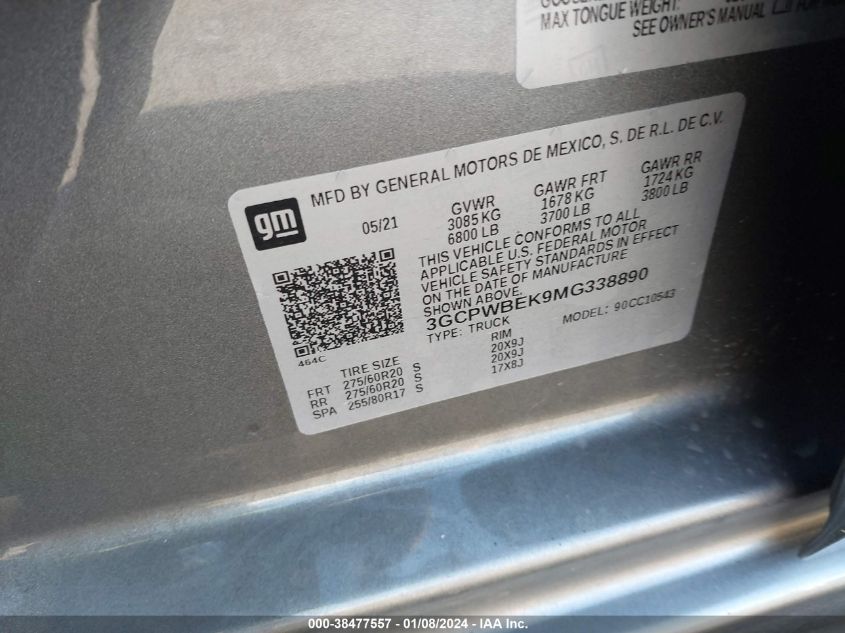 MAX TONGUE WEIGHT:
SEE OWNER'S MANUAL
gm
MFD BY GENERAL MOTORS DE MEXICO, S. DE R.L. DE C.V.
05/21
GVWR GAWR FRT GAWR RR
3085 KG 1678 KG 1724 KG
6800 LB 3700 LB 3800 LB
THIS VEHICLE CONFORMS TO ALL
APPLICABLE U.S. FEDERAL MOTOR
VEHICLE SAFETY STANDARDS IN EFFECT
ON THE DATE OF MANUFACTURE
SHOWN ABOVE.
3GCPWBEK9MG338890
TYPE: TRUCK MODEL: 90CC10543
464C
TIRE SIZE RIM
FRT 275/60R20 S 20X9J
RR 275/60R20 S 20X9J
SPA 255/80R17 S 17X8J
000-38477557 - 01/08/2024 - IAA Inc.